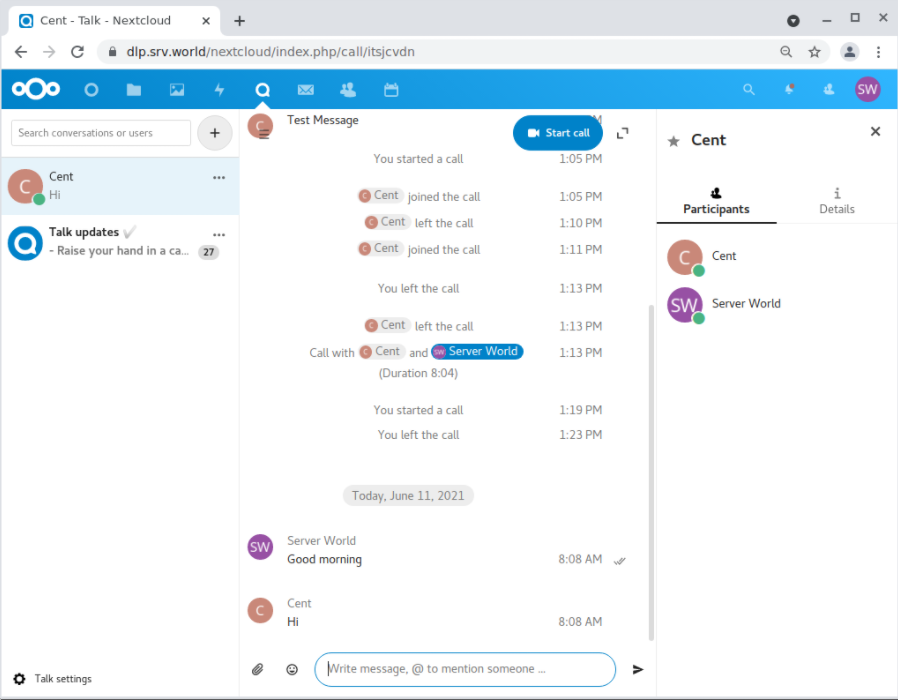 Cent - Talk - Nextcloud
dlp.srv.world/nextcloud/index.php/call/itsjcvdn
SW
Search conversations or users
C
Cent
Hi
Talk updates ✓
- Raise your hand in a ca...
27
Talk settings
C
Test Message
Start call
You started a call 1:05 PM
C Cent joined the call 1:05 PM
C Cent left the call 1:10 PM
C Cent joined the call 1:11 PM
You left the call 1:13 PM
C Cent left the call 1:13 PM
Call with C Cent and SW Server World 1:13 PM
(Duration 8:04)
You started a call 1:19 PM
You left the call 1:23 PM
Today, June 11, 2021
SW
Server World
Good morning 8:08 AM
C
Cent
Hi 8:08 AM
Write message, @ to mention someone ...
Cent
Participants
Details
C
Cent
SW
Server World